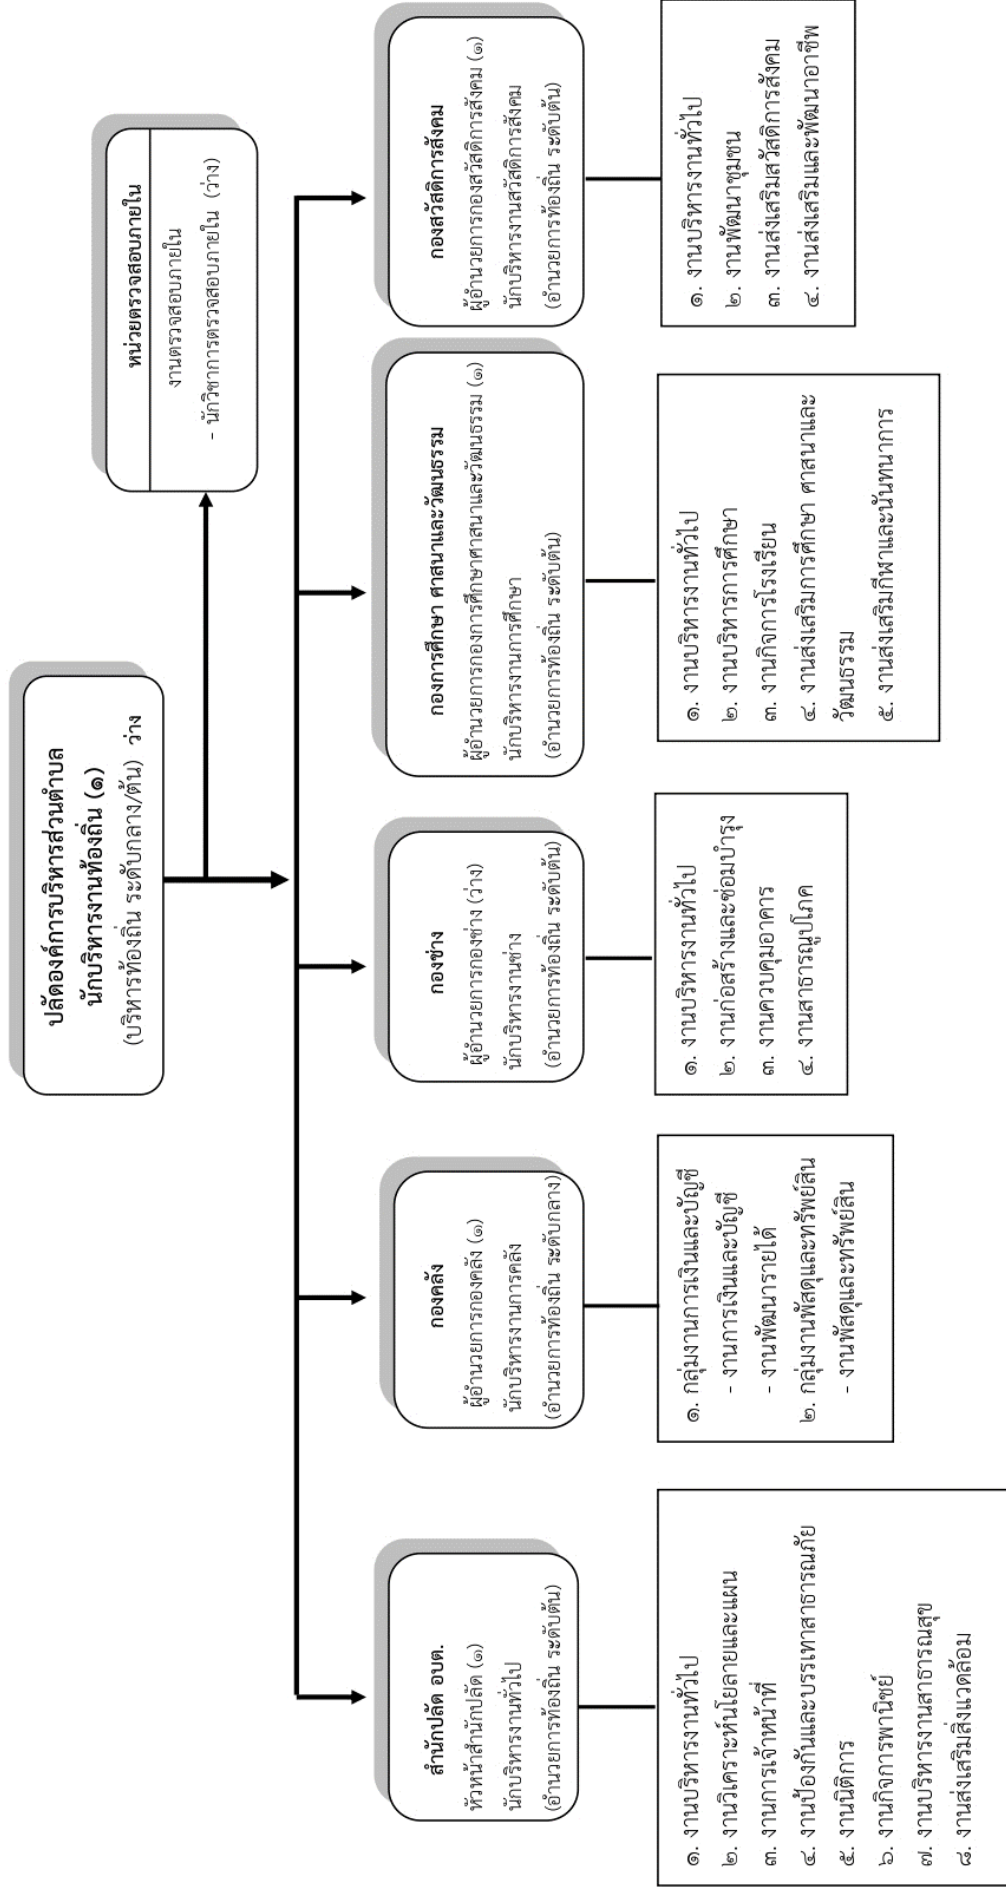 ปลัดองค์การบริหารส่วนตำบล
นักบริหารงานท้องถิ่น (๑)
(บริหารท้องถิ่น ระดับกลาง/ต้น) ว่าง
หน่วยตรวจสอบภายใน
งานตรวจสอบภายใน
- นักวิชาการตรวจสอบภายใน (ว่าง)
สำนักปลัด อบต.
หัวหน้าสำนักปลัด (๑)
นักบริหารงานทั่วไป
(อำนวยการท้องถิ่น ระดับต้น)
กองคลัง
ผู้อำนวยการกองคลัง (๑)
นักบริหารงานการคลัง
(อำนวยการท้องถิ่น ระดับกลาง)
กองช่าง
ผู้อำนวยการกองช่าง (ว่าง)
นักบริหารงานช่าง
(อำนวยการท้องถิ่น ระดับต้น)
กองการศึกษา ศาสนาและวัฒนธรรม
ผู้อำนวยการกองการศึกษาศาสนาและวัฒนธรรม (๑)
นักบริหารงานการศึกษา
(อำนวยการท้องถิ่น ระดับต้น)
กองสวัสดิการสังคม
ผู้อำนวยการกองสวัสดิการสังคม (๑)
นักบริหารงานสวัสดิการสังคม
(อำนวยการท้องถิ่น ระดับต้น)
๑. งานบริหารงานทั่วไป
๒. งานวิเคราะห์นโยลายและแผน
๓. งานการเจ้าหน้าที่
๔. งานป้องกันและบรรเทาสาธารณภัย
๕. งานนิติการ
๖. งานกิจการพานิชย์
๗. งานบริหารงานสาธารณสุข
๘. งานส่งเสริมสิ่งแวดล้อม
๑. กลุ่มงานการเงินและบัญชี
- งานการเงินและบัญชี
- งานพัฒนารายได้
๒. กลุ่มงานพัสดุและทรัพย์สิน
- งานพัสดุและทรัพย์สิน
๑. งานบริหารงานทั่วไป
๒. งานก่อสร้างและซ่อมบำรุง
๓. งานควบคุมอาคาร
๔. งานสาธารณูปโภค
๑. งานบริหารงานทั่วไป
๒. งานบริหารการศึกษา
๓. งานกิจการโรงเรียน
๔. งานส่งเสริมการศึกษา ศาสนาและ
วัฒนธรรม
๕. งานส่งเสริมกีฬาและนันทนาการ
๑. งานบริหารงานทั่วไป
๒. งานพัฒนาชุมชน
๓. งานส่งเสริมสวัสดิการสังคม
๔. งานส่งเสริมและพัฒนาอาชีพ